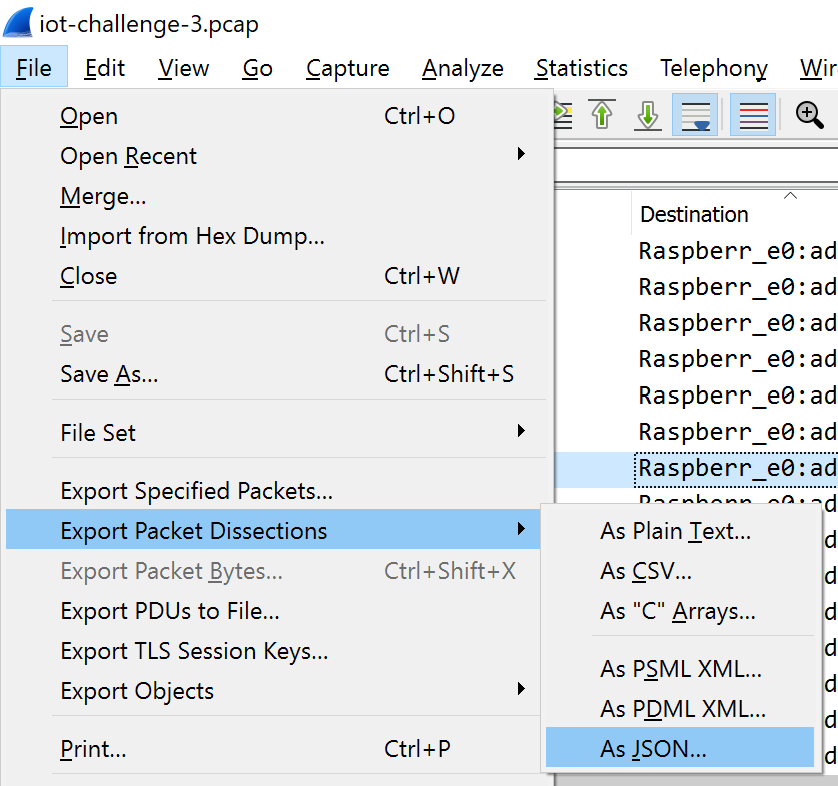 iot-challenge-3.pcap
File Edit View Go Capture Analyze Statistics Telephony Wir
Open Ctrl+O
Open Recent
Merge...
Import from Hex Dump...
Close Ctrl+W
Save Ctrl+S
Save As... Ctrl+Shift+S
File Set
Export Specified Packets...
Export Packet Dissections
Export Packet Bytes... Ctrl+Shift+X
Export PDUs to File...
Export TLS Session Keys...
Export Objects
Print... Ctrl+P
As Plain Text...
As CSV...
As "C" Arrays...
As PSML XML...
As PDML XML...
As JSON...
Destination
Raspberr_e0:ad
Raspberr_e0:ad
Raspberr_e0:ad
Raspberr_e0:ad
Raspberr_e0:ad
Raspberr_e0:ad
Raspberr_e0:ad
Raspberr_e0:ad